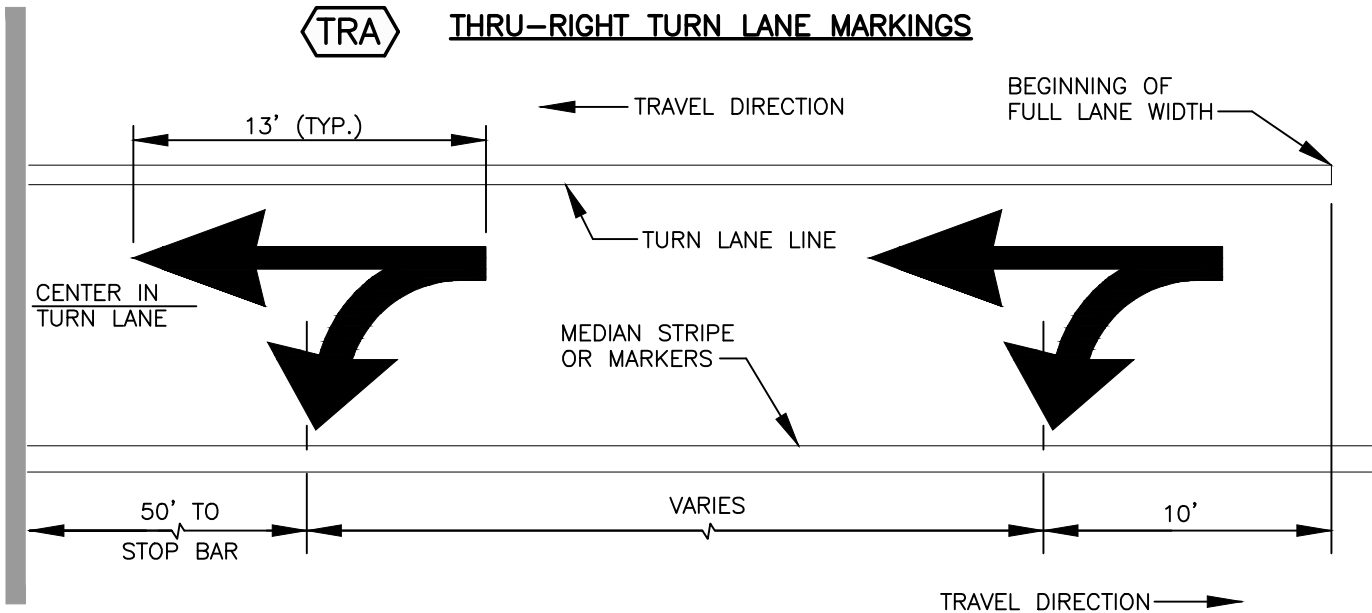 TRA
THRU-RIGHT TURN LANE MARKINGS
BEGINNING OF
FULL LANE WIDTH
TRAVEL DIRECTION
13' (TYP.)
TURN LANE LINE
CENTER IN
TURN LANE
MEDIAN STRIPE
OR MARKERS
50' TO
STOP BAR
VARIES
10'
TRAVEL DIRECTION